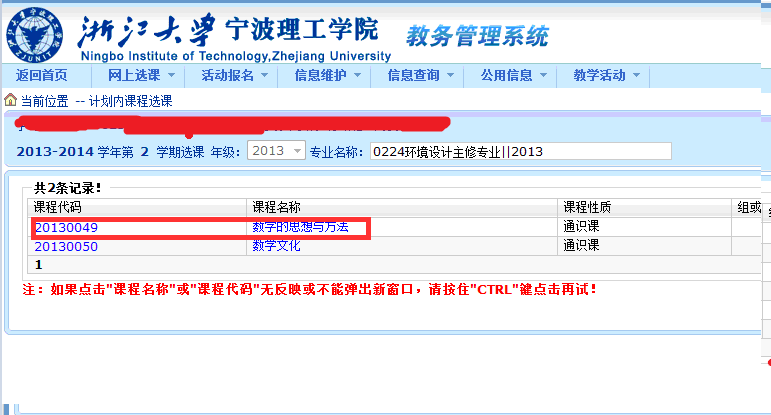 浙江大学 宁波理工学院 教务管理系统
Ningbo Institute of Technology,Zhejiang University
返回首页 网上选课 活动报名 信息维护 信息查询 公用信息 教学活动
当前位置 -- 计划内课程选课
2013-2014 学年第 2 学期选课 年级: 2013 专业名称: 0224环境设计主修专业||2013
共2条记录!
课程代码 课程名称 课程性质 组或
20130049 数学的思想与方法 通识课
20130050 数学文化 通识课
1
注：如果点击"课程名称"或"课程代码"无反映或不能弹出新窗口，请按住"CTRL"键点击再试!